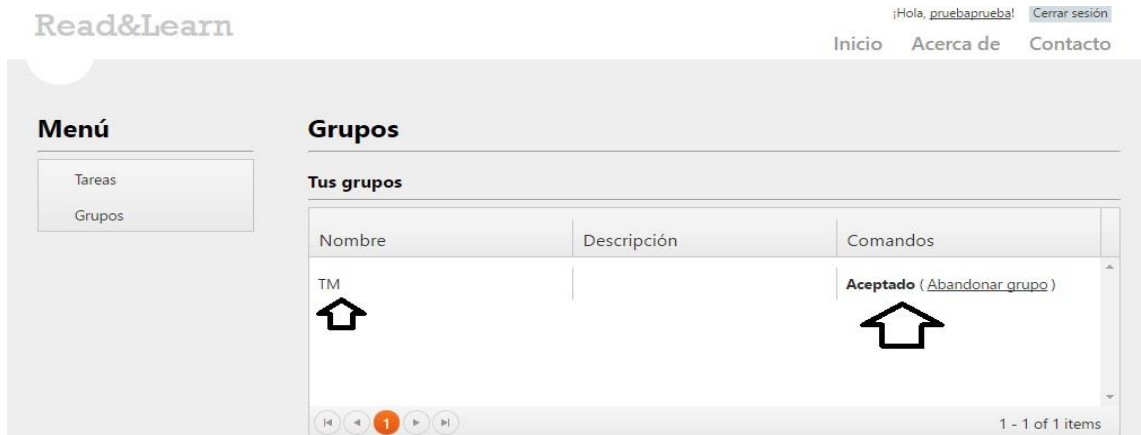 Read&Learn
¡Hola, pruebaprueba! Cerrar sesión
Inicio Acerca de Contacto
Menú
Tareas
Grupos
Grupos
Tus grupos
Nombre Descripción Comandos
TM Aceptado ( Abandonar grupo )
1
1 - 1 of 1 items